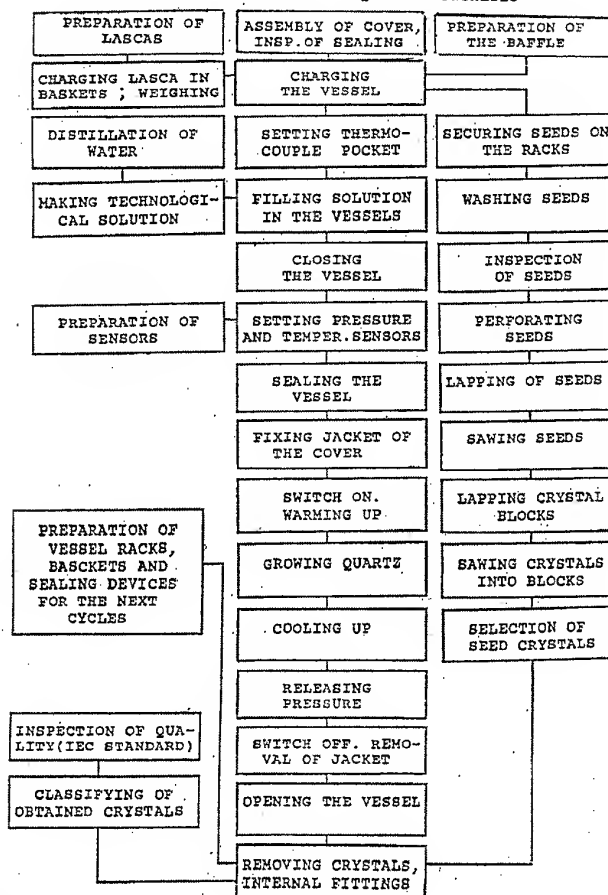 PREPARATION OF
LASCAS
ASSEMBLY OF COVER,
INSP.OF SEALING
PREPARATION OF
THE BAFFLE
CHARGING LASCA IN
BASKETS ; WEIGHING
CHARGING
THE VESSEL
DISTILLATION OF
WATER
SETTING THERMO-
COUPLE POCKET
SECURING SEEDS ON
THE RACKS
MAKING TECHNOLOGI-
CAL SOLUTION
FILLING SOLUTION
IN THE VESSELS
WASHING SEEDS
CLOSING
THE VESSEL
INSPECTION
OF SEEDS
PREPARATION OF
SENSORS
SETTING PRESSURE
AND TEMPER.SENSORS
PERFORATING
SEEDS
SEALING THE
VESSEL
LAPPING OF SEEDS
FIXING JACKET OF
THE COVER
SAWING SEEDS
PREPARATION OF
VESSEL RACKS,
BASCKETS AND
SEALING DEVICES
FOR THE NEXT
CYCLES
SWITCH ON.
WARMING UP
LAPPING CRYSTAL
BLOCKS
GROWING QUARTZ
SAWING CRYSTALS
INTO BLOCKS
COOLING UP
SELECTION OF
SEED CRYSTALS
RELEASING
PRESSURE
INSPECTION OF QUA-
LITY(IEC STANDARD)
SWITCH OFF. REMO-
VAL OF JACKET
CLASSIFYING OF
OBTAINED CRYSTALS
OPENING THE VESSEL
REMOVING CRYSTALS,
INTERNAL FITTINGS